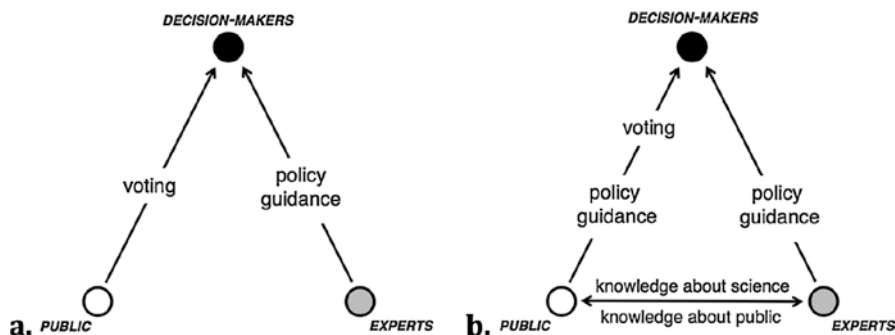 DECISION-MAKERS
voting
policy
guidance
a.
PUBLIC
EXPERTS
DECISION-MAKERS
voting
policy
guidance
policy
guidance
knowledge about science
knowledge about public
b.
PUBLIC
EXPERTS